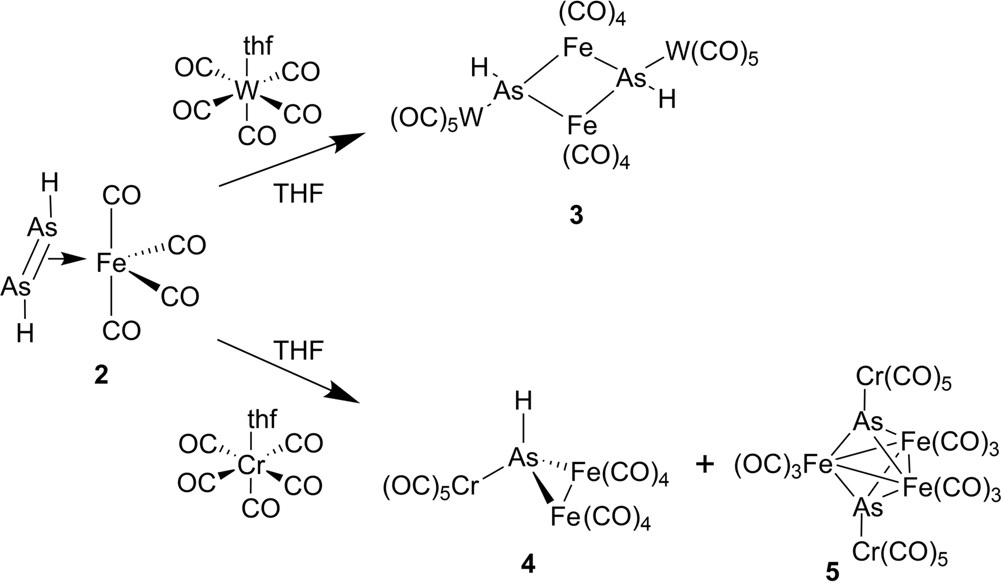 (CO)₄
thf
OC CO
W
OC CO
CO
THF
H Fe W(CO)₅
As As
(OC)₅W Fe H
(CO)₄
3
H
As
As
H
CO
Fe CO
CO
CO
2
THF
thf
OC CO
Cr
OC CO
CO
H
As
(OC)₅Cr Fe(CO)₄
Fe(CO)₄
4
+
Cr(CO)₅
As
Fe(CO)₃
(OC)₃Fe
Fe(CO)₃
As
Cr(CO)₅
5